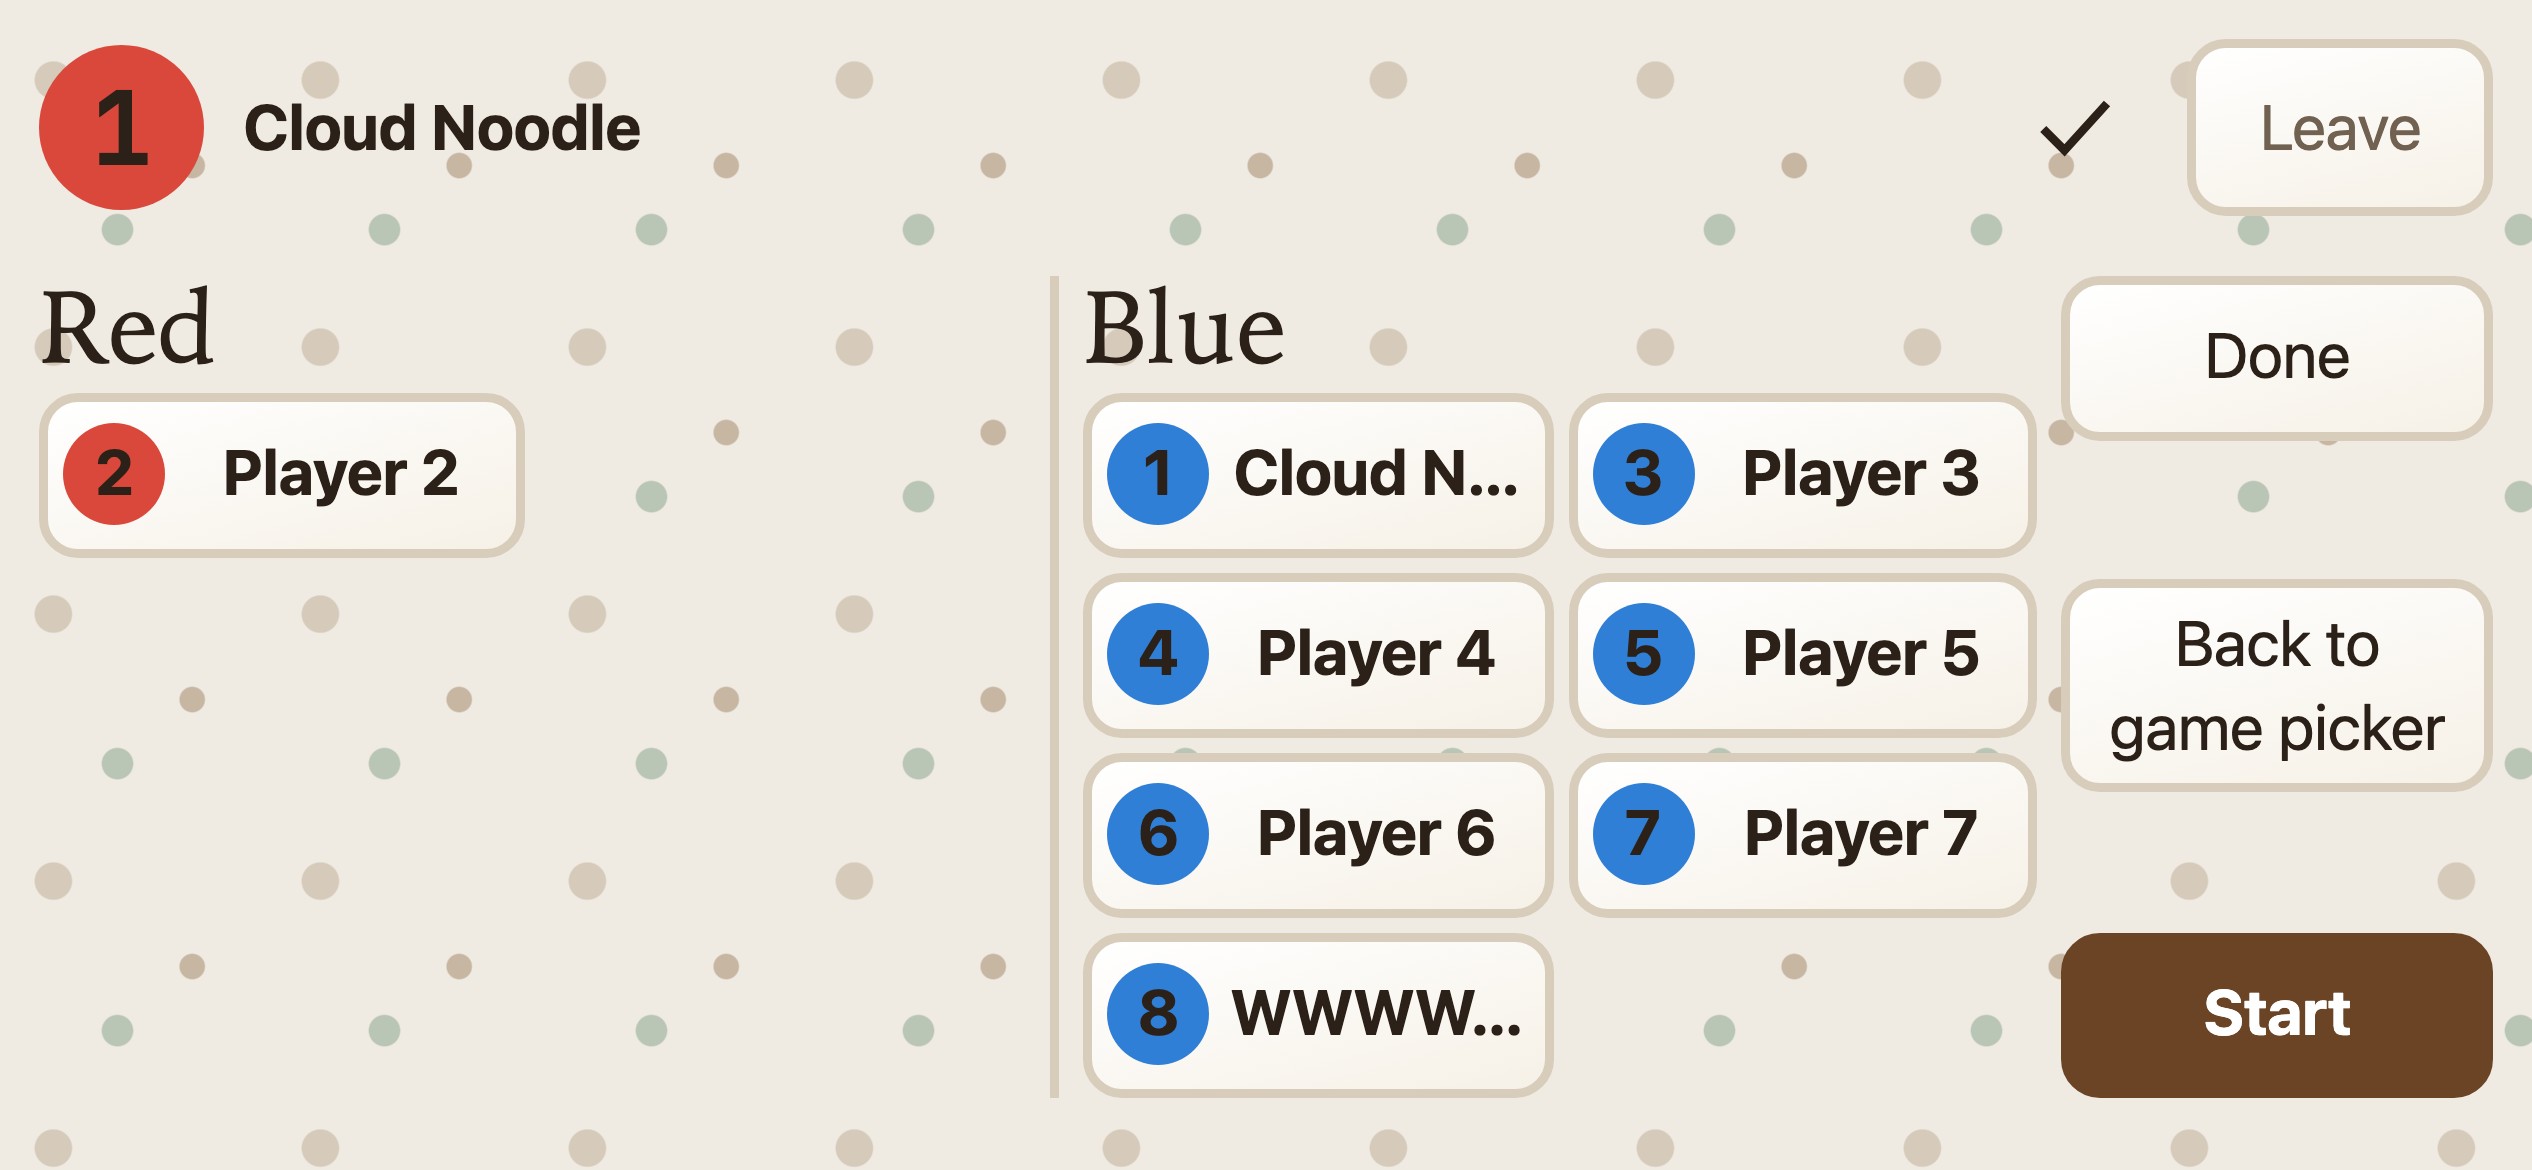 1 Cloud Noodle
Leave
Red
2 Player 2
Blue
1 Cloud N...
3 Player 3
4 Player 4
5 Player 5
6 Player 6
7 Player 7
8 WWWW...
Done
Back to
game picker
Start